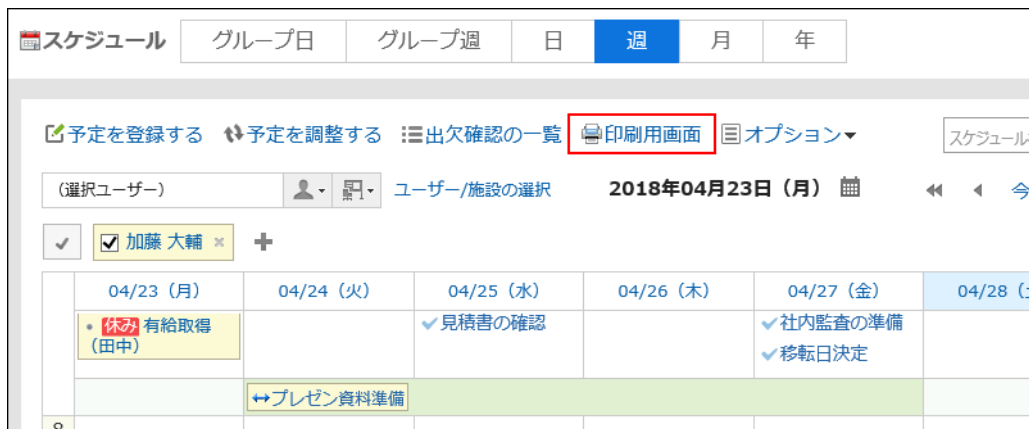 スケジュール グループ日 グループ週 日 週 月 年
予定を登録する 予定を調整する 出欠確認の一覧 印刷用画面 オプション スケジュール
(選択ユーザー) ユーザー/施設の選択 2018年04月23日(月) 今
加藤 大輔
04/23(月) 04/24(火) 04/25(水) 04/26(木) 04/27(金) 04/28
休み 有給取得 見積書の確認 社内監査の準備
(田中) 移転日決定
プレゼン資料準備